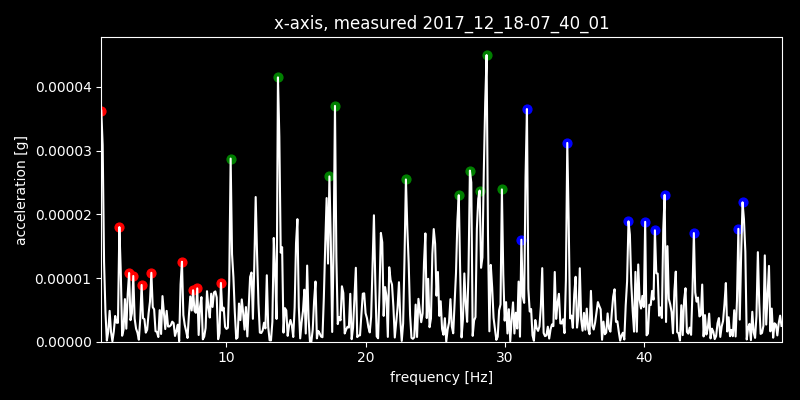 x-axis, measured 2017_12_18-07_40_01
acceleration [g]
0.00004
0.00003
0.00002
0.00001
0.00000
10 20 30 40
frequency [Hz]